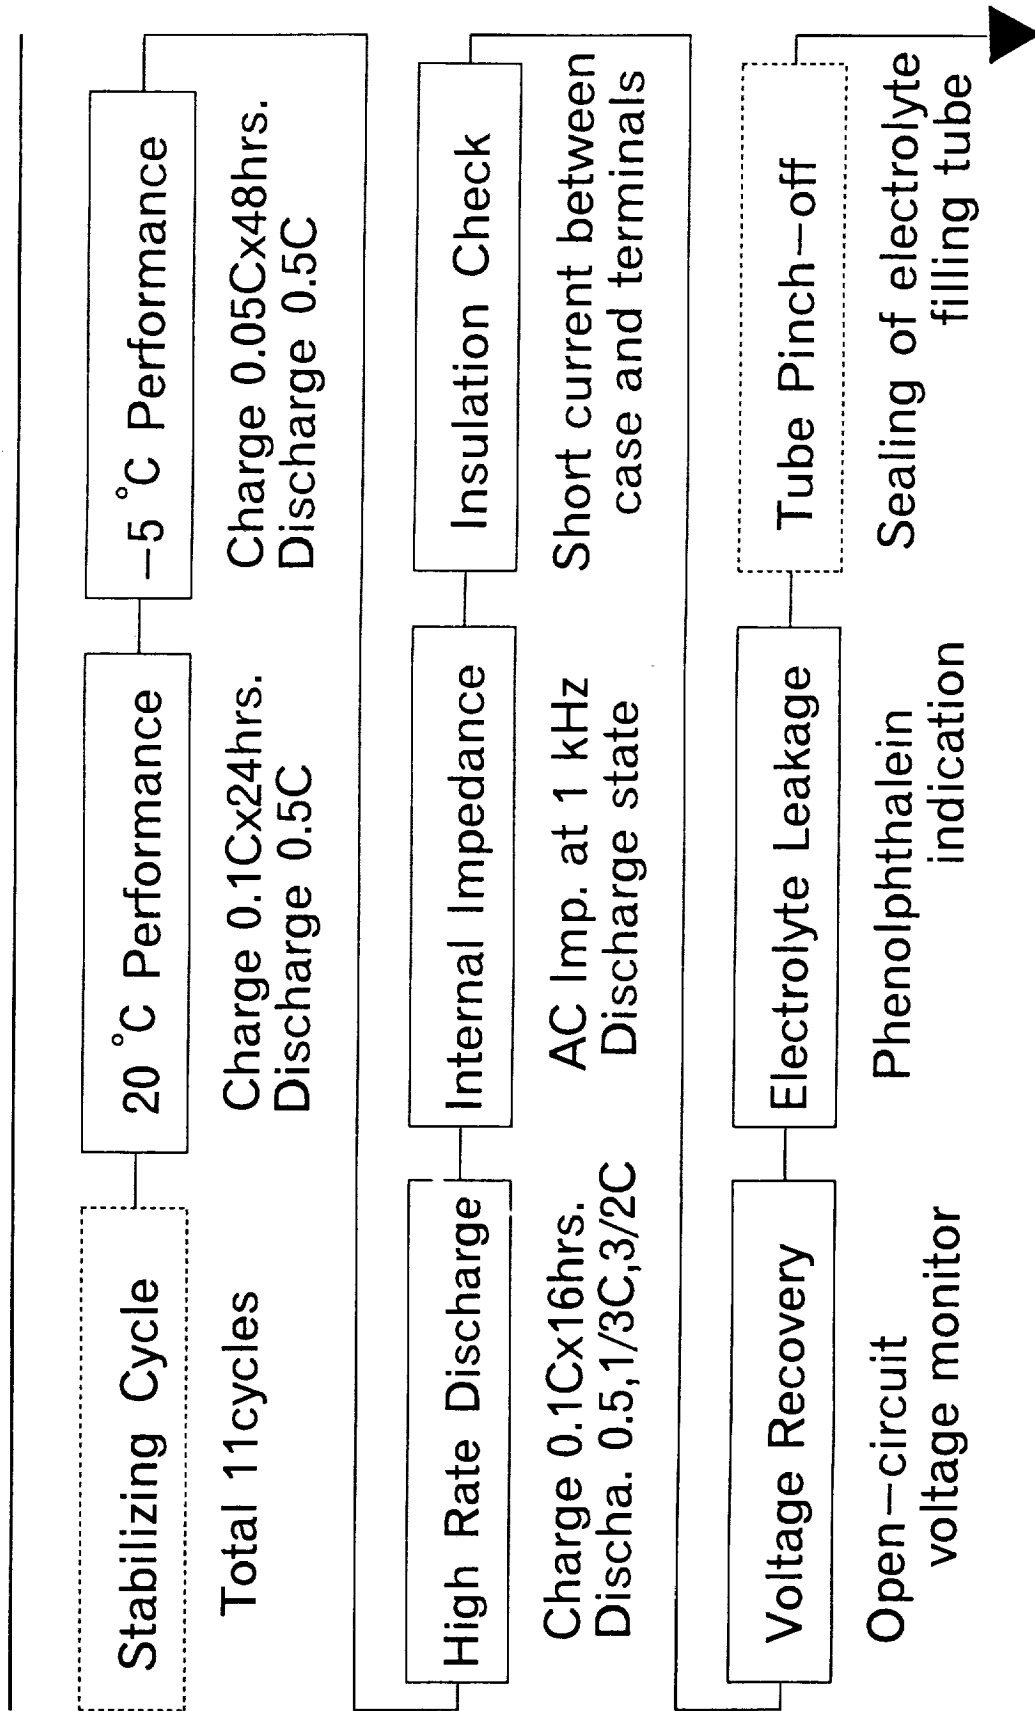 Stabilizing Cycle
Total 11cycles
20 °C Performance
Charge 0.1Cx24hrs.
Discharge 0.5C
−5 °C Performance
Charge 0.05Cx48hrs.
Discharge 0.5C
High Rate Discharge
Charge 0.1Cx16hrs.
Discha. 0.5,1/3C,3/2C
Internal Impedance
AC Imp. at 1 kHz
Discharge state
Insulation Check
Short current between
case and terminals
Voltage Recovery
Open−circuit
voltage monitor
Electrolyte Leakage
Phenolphthalein
indication
Tube Pinch−off
Sealing of electrolyte
filling tube